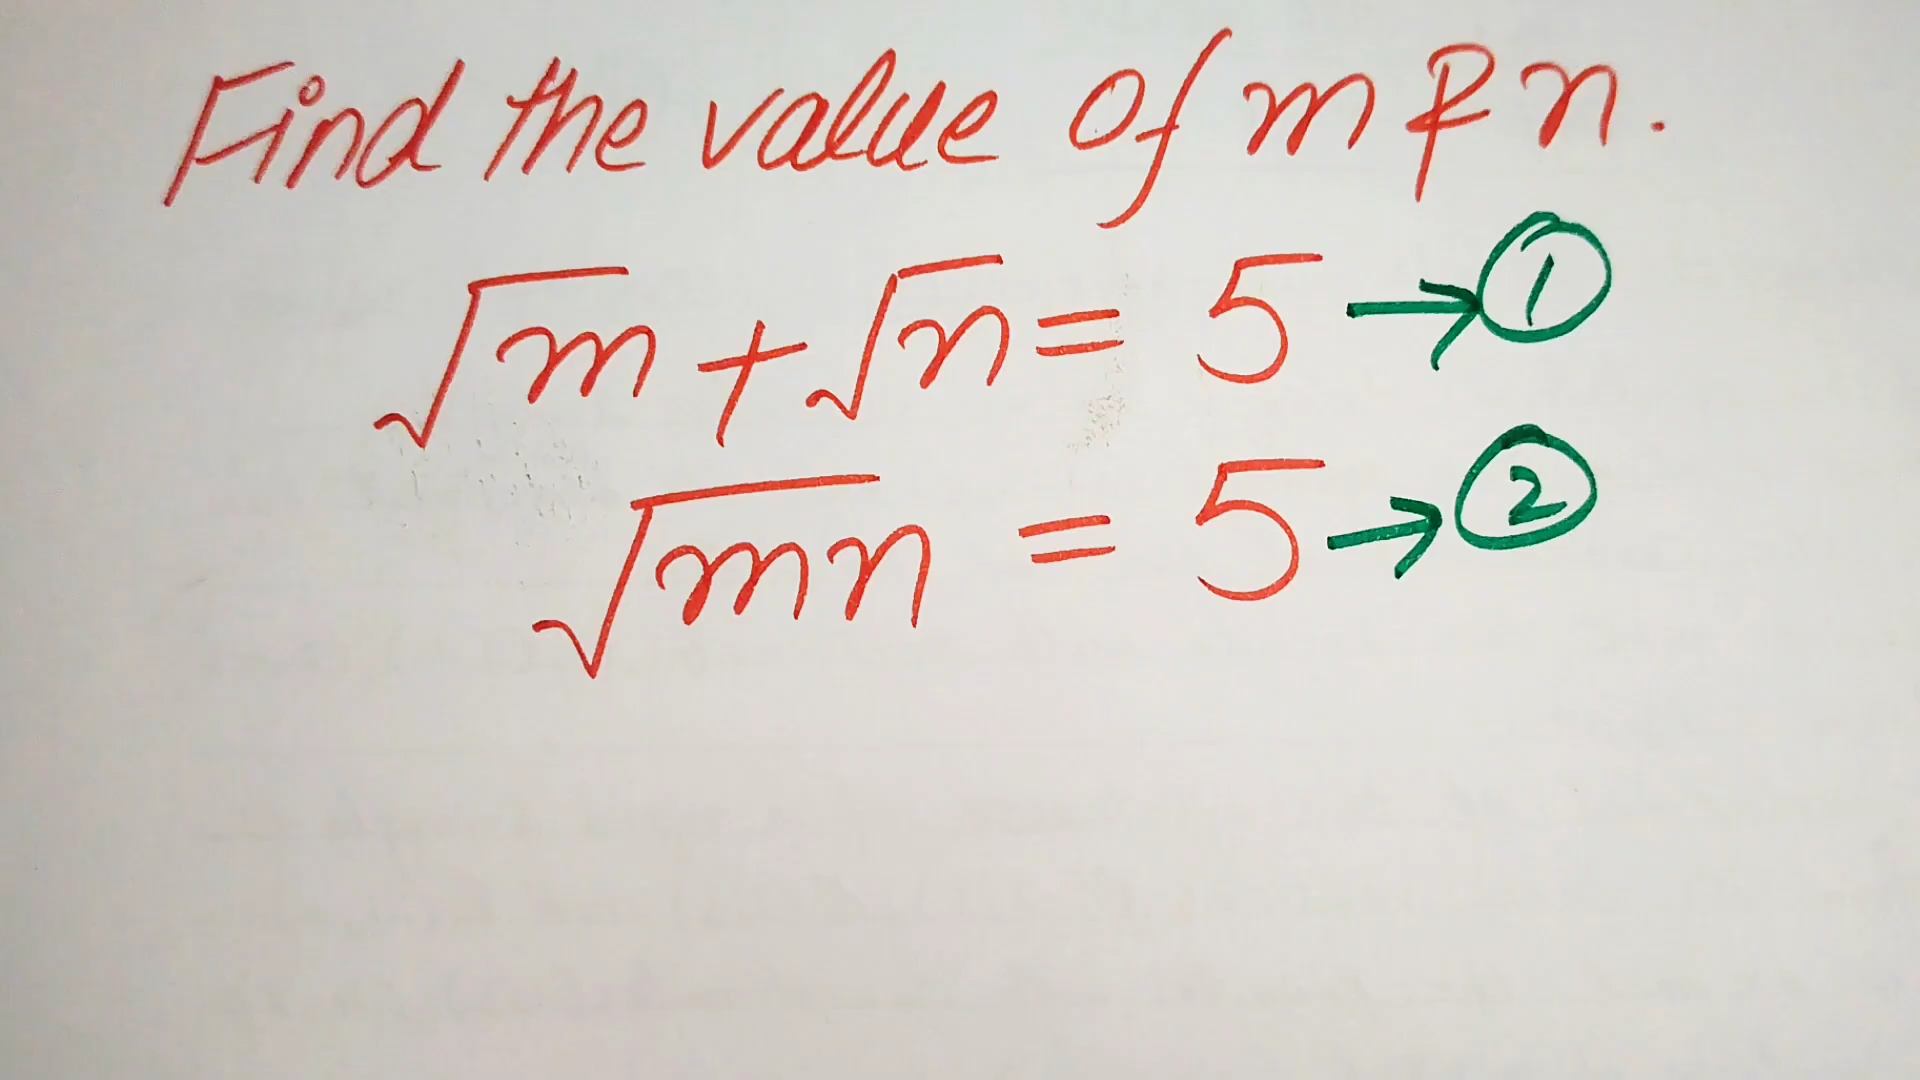 Find the value of m & n.
√m + √n = 5 → ①
√mn = 5 → ②